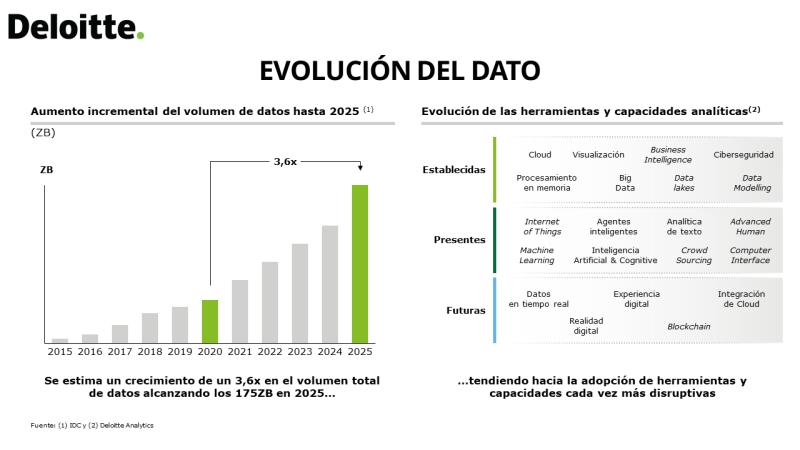 Deloitte.
EVOLUCIÓN DEL DATO
Aumento incremental del volumen de datos hasta 2025 (1)
(ZB)
ZB
3,6x
2015 2016 2017 2018 2019 2020 2021 2022 2023 2024 2025
Se estima un crecimiento de un 3,6x en el volumen total
de datos alcanzando los 175ZB en 2025...
Evolución de las herramientas y capacidades analíticas(2)
Establecidas
Cloud
Visualización
Business
Intelligence
Ciberseguridad
Procesamiento
en memoria
Big
Data
Data
lakes
Data
Modelling
Presentes
Internet
of Things
Agentes
inteligentes
Analítica
de texto
Advanced
Human
Machine
Learning
Inteligencia
Artificial & Cognitive
Crowd
Sourcing
Computer
Interface
Futuras
Datos
en tiempo real
Experiencia
digital
Integración
de Cloud
Realidad
digital
Blockchain
...tendiendo hacia la adopción de herramientas y
capacidades cada vez más disruptivas
Fuente: (1) IDC y (2) Deloitte Analytics